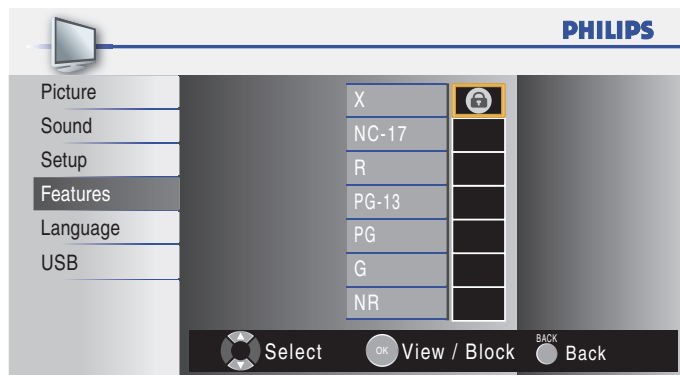 PHILIPS
Picture
Sound
Setup
Features
Language
USB
X
NC-17
R
PG-13
PG
G
NR
Select
OK
View / Block
BACK
Back